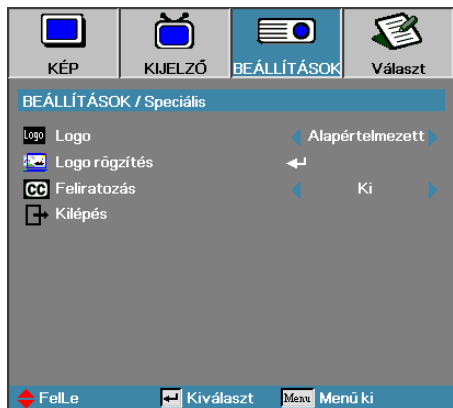 KÉP KIJELZŐ BEÁLLÍTÁSOK Választ
BEÁLLÍTÁSOK / Speciális
Logo Logo Alapértelmezett
Logo rögzítés
CC Feliratozás Ki
Kilépés
FelLe Kiválaszt Menu Menü ki